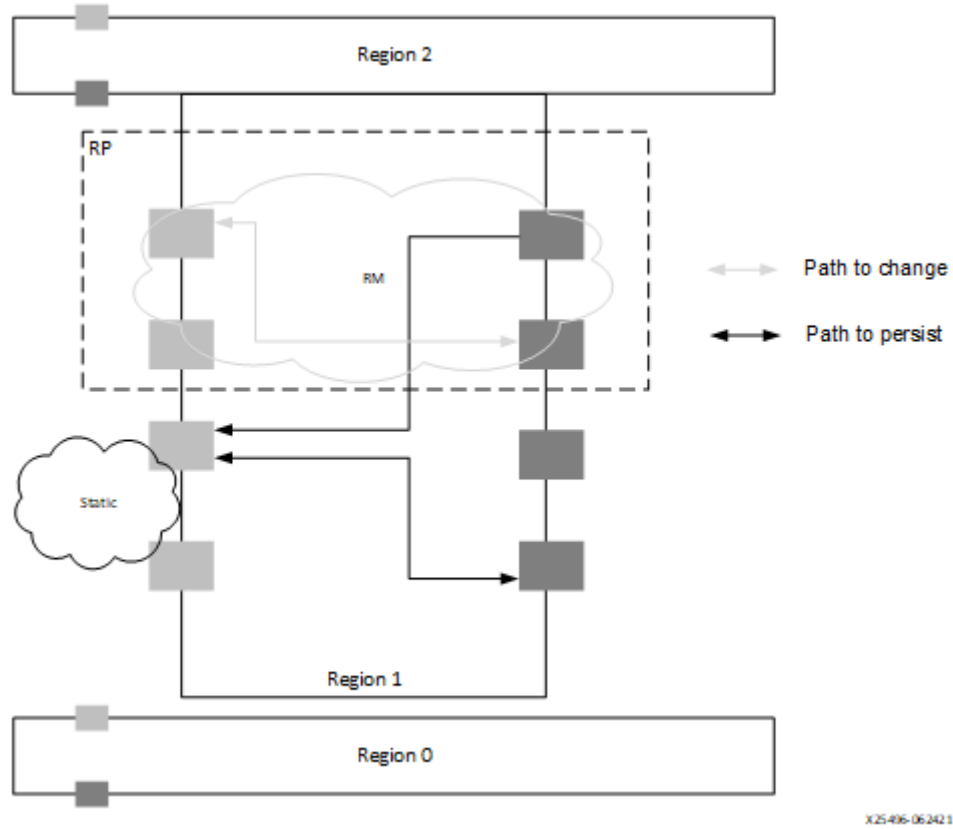 Region 2
RP
RM
Path to change
Path to persist
Static
Region 1
Region 0
X25496-062421